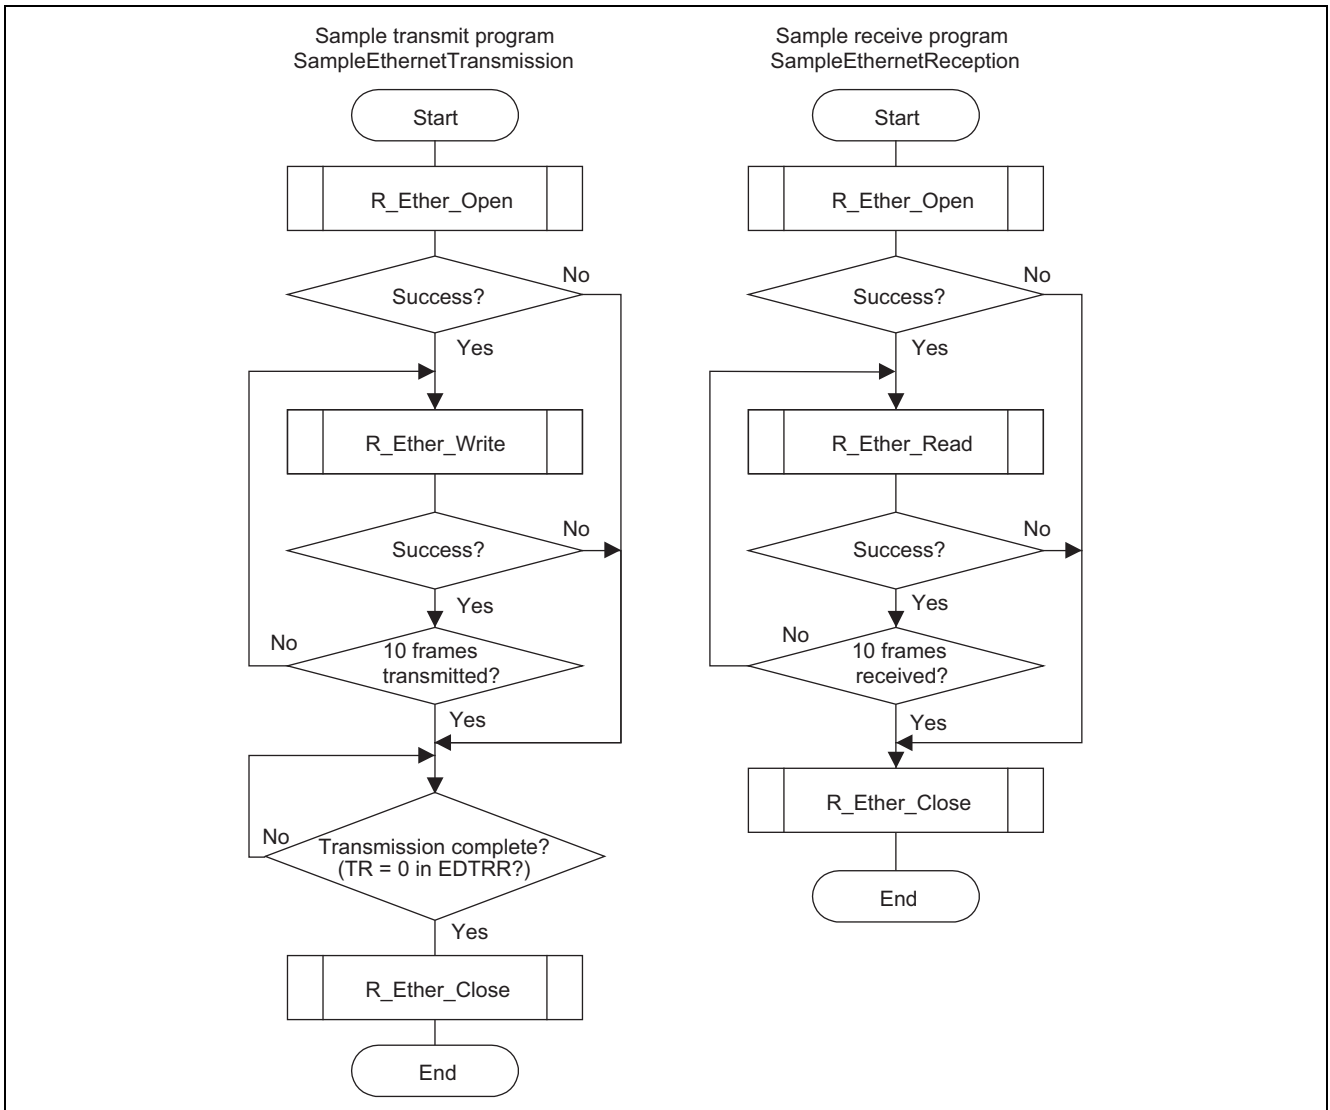 Sample transmit program
SampleEthernetTransmission
Start
R_Ether_Open
Success?
No
Yes
R_Ether_Write
Success?
No
Yes
10 frames
transmitted?
No
Yes
Transmission complete?
(TR = 0 in EDTRR?)
No
Yes
R_Ether_Close
End
Sample receive program
SampleEthernetReception
Start
R_Ether_Open
Success?
No
Yes
R_Ether_Read
Success?
No
Yes
10 frames
received?
No
Yes
R_Ether_Close
End